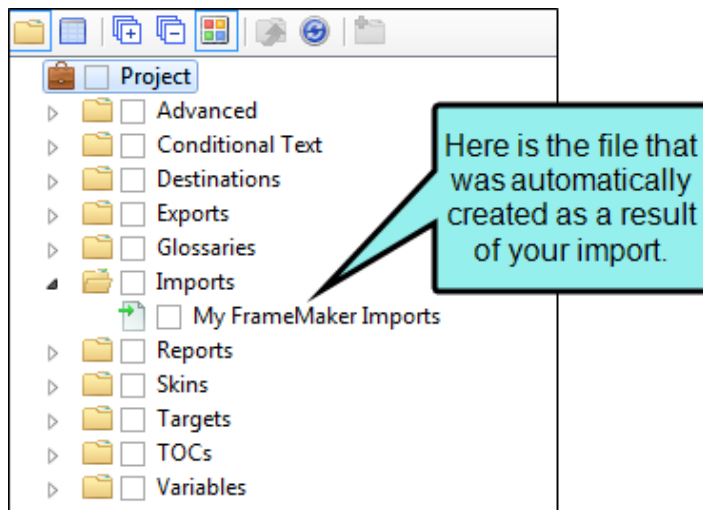 Project
Advanced
Conditional Text
Destinations
Exports
Glossaries
Imports
My FrameMaker Imports
Reports
Skins
Targets
TOCs
Variables
Here is the file that
was automatically
created as a result
of your import.